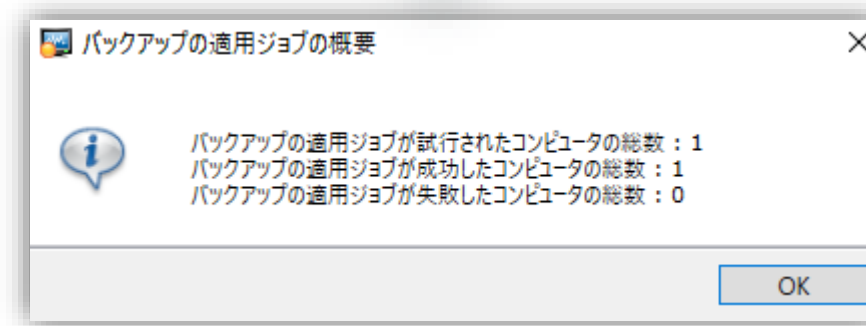 バックアップの適用ジョブの概要
バックアップの適用ジョブが試行されたコンピュータの総数 : 1
バックアップの適用ジョブが成功したコンピュータの総数 : 1
バックアップの適用ジョブが失敗したコンピュータの総数 : 0
OK